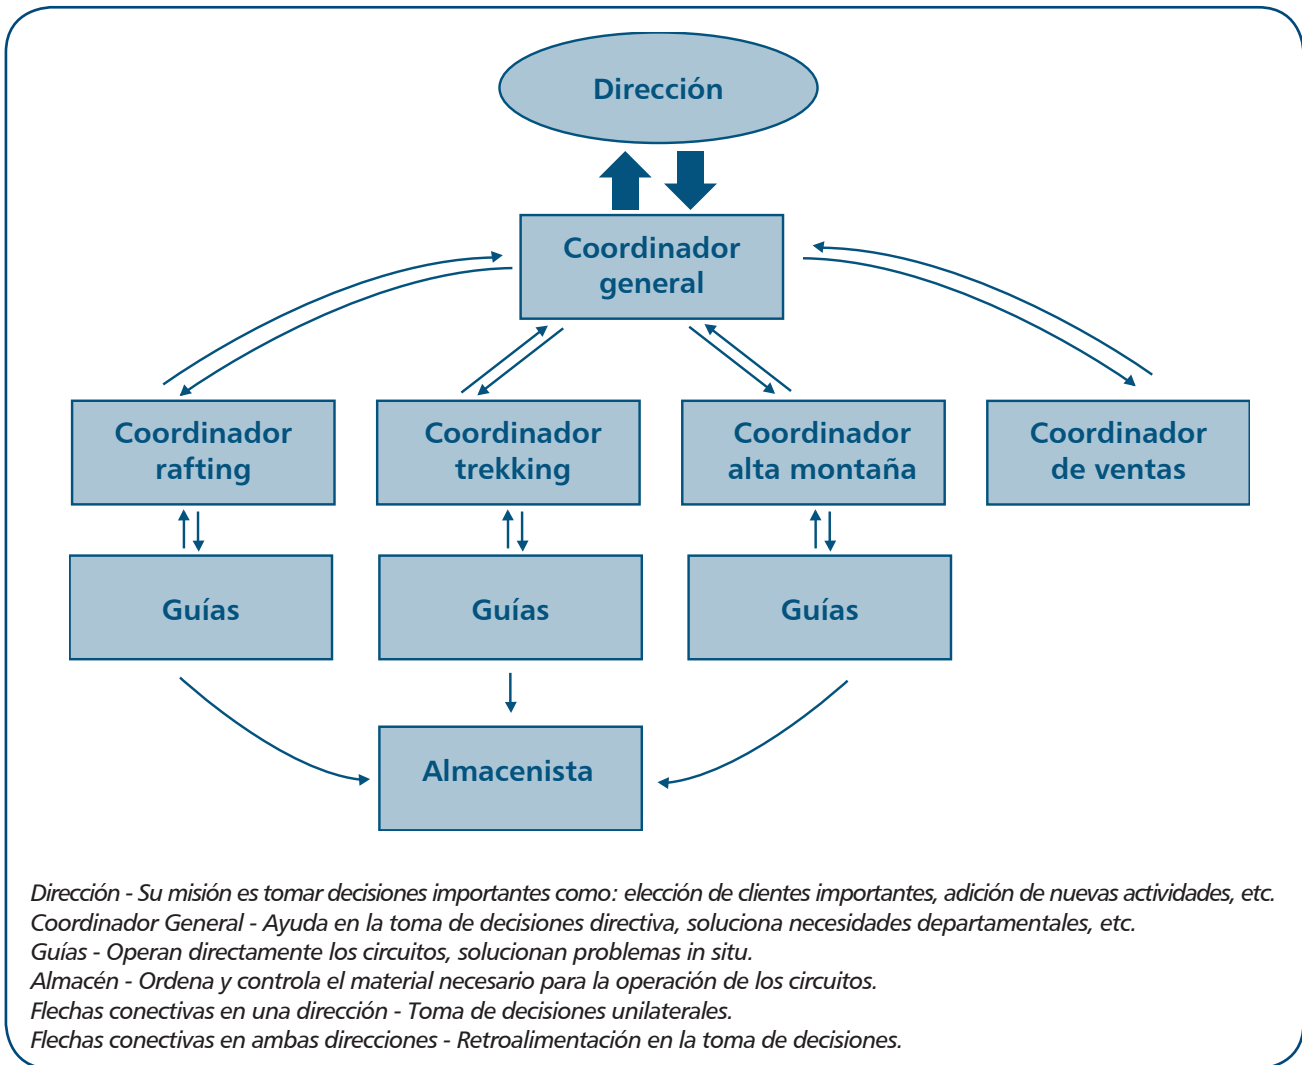 Dirección
Coordinador
general
Coordinador
rafting
Coordinador
trekking
Coordinador
alta montaña
Coordinador
de ventas
Guías
Guías
Guías
Almacenista
Dirección - Su misión es tomar decisiones importantes como: elección de clientes importantes, adición de nuevas actividades, etc.
Coordinador General - Ayuda en la toma de decisiones directiva, soluciona necesidades departamentales, etc.
Guías - Operan directamente los circuitos, solucionan problemas in situ.
Almacén - Ordena y controla el material necesario para la operación de los circuitos.
Flechas conectivas en una dirección - Toma de decisiones unilaterales.
Flechas conectivas en ambas direcciones - Retroalimentación en la toma de decisiones.